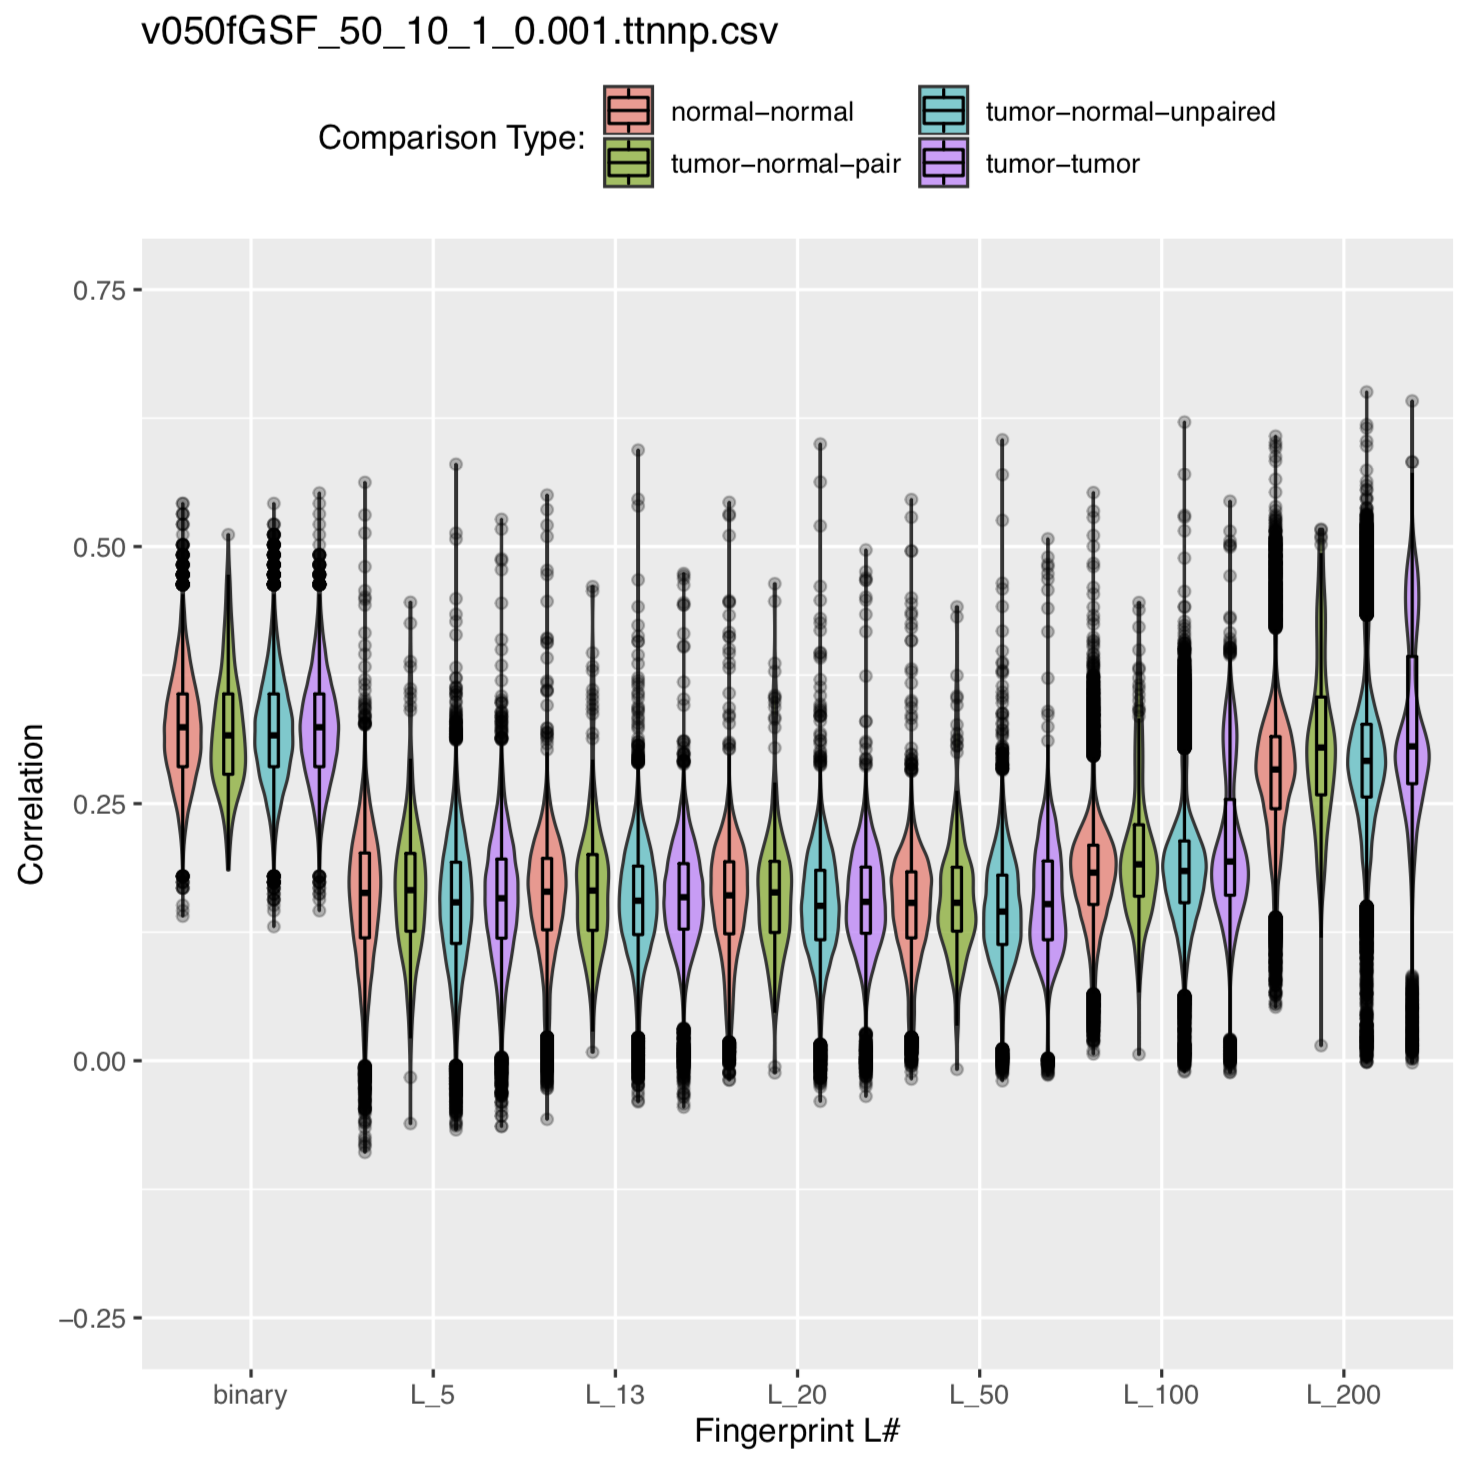 v050fGSF_50_10_1_0.001.ttnnp.csv
Comparison Type:
normal−normal
tumor−normal−pair
tumor−normal−unpaired
tumor−tumor
Correlation
0.75
0.50
0.25
0.00
−0.25
binary L_5 L_13 L_20 L_50 L_100 L_200
Fingerprint L#